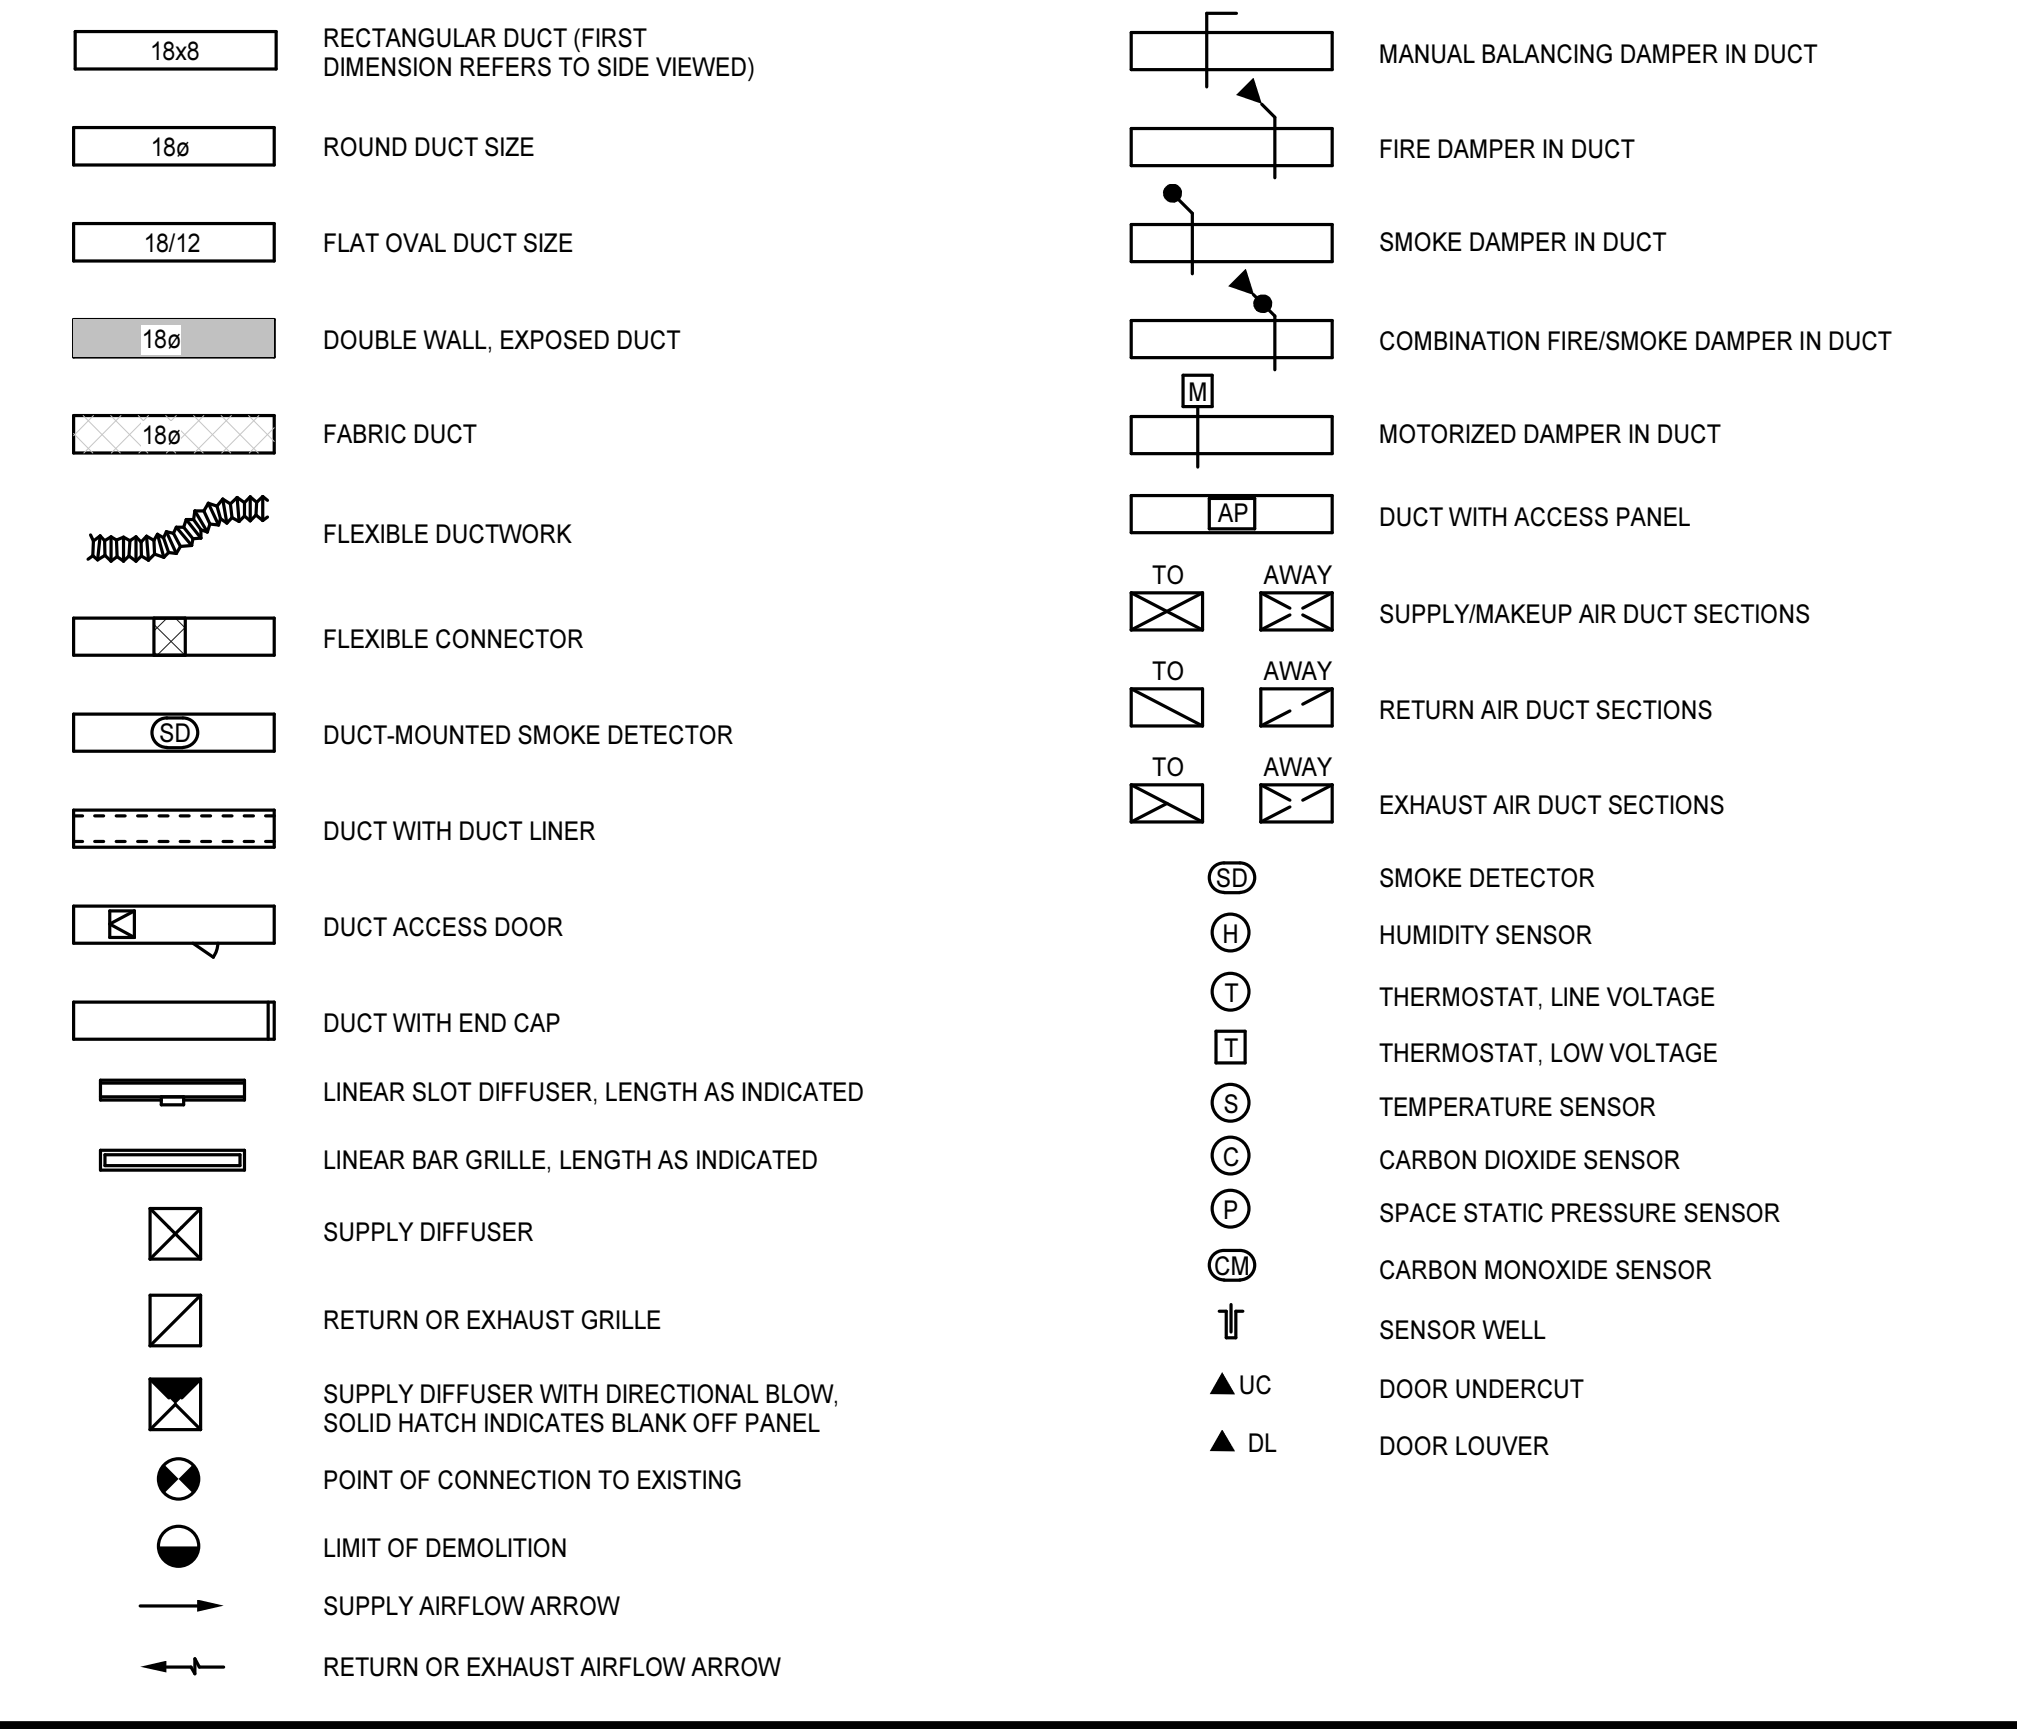 18x8
RECTANGULAR DUCT (FIRST
DIMENSION REFERS TO SIDE VIEWED)
18ø
ROUND DUCT SIZE
18/12
FLAT OVAL DUCT SIZE
18ø
DOUBLE WALL, EXPOSED DUCT
18ø
FABRIC DUCT
FLEXIBLE DUCTWORK
FLEXIBLE CONNECTOR
SD
DUCT-MOUNTED SMOKE DETECTOR
DUCT WITH DUCT LINER
DUCT ACCESS DOOR
DUCT WITH END CAP
LINEAR SLOT DIFFUSER, LENGTH AS INDICATED
LINEAR BAR GRILLE, LENGTH AS INDICATED
SUPPLY DIFFUSER
RETURN OR EXHAUST GRILLE
SUPPLY DIFFUSER WITH DIRECTIONAL BLOW,
SOLID HATCH INDICATES BLANK OFF PANEL
POINT OF CONNECTION TO EXISTING
LIMIT OF DEMOLITION
SUPPLY AIRFLOW ARROW
RETURN OR EXHAUST AIRFLOW ARROW
MANUAL BALANCING DAMPER IN DUCT
FIRE DAMPER IN DUCT
SMOKE DAMPER IN DUCT
COMBINATION FIRE/SMOKE DAMPER IN DUCT
M
MOTORIZED DAMPER IN DUCT
AP
DUCT WITH ACCESS PANEL
TO AWAY
SUPPLY/MAKEUP AIR DUCT SECTIONS
TO AWAY
RETURN AIR DUCT SECTIONS
TO AWAY
EXHAUST AIR DUCT SECTIONS
SD
SMOKE DETECTOR
H
HUMIDITY SENSOR
T
THERMOSTAT, LINE VOLTAGE
T
THERMOSTAT, LOW VOLTAGE
S
TEMPERATURE SENSOR
C
CARBON DIOXIDE SENSOR
P
SPACE STATIC PRESSURE SENSOR
CM
CARBON MONOXIDE SENSOR
SENSOR WELL
UC
DOOR UNDERCUT
DL
DOOR LOUVER